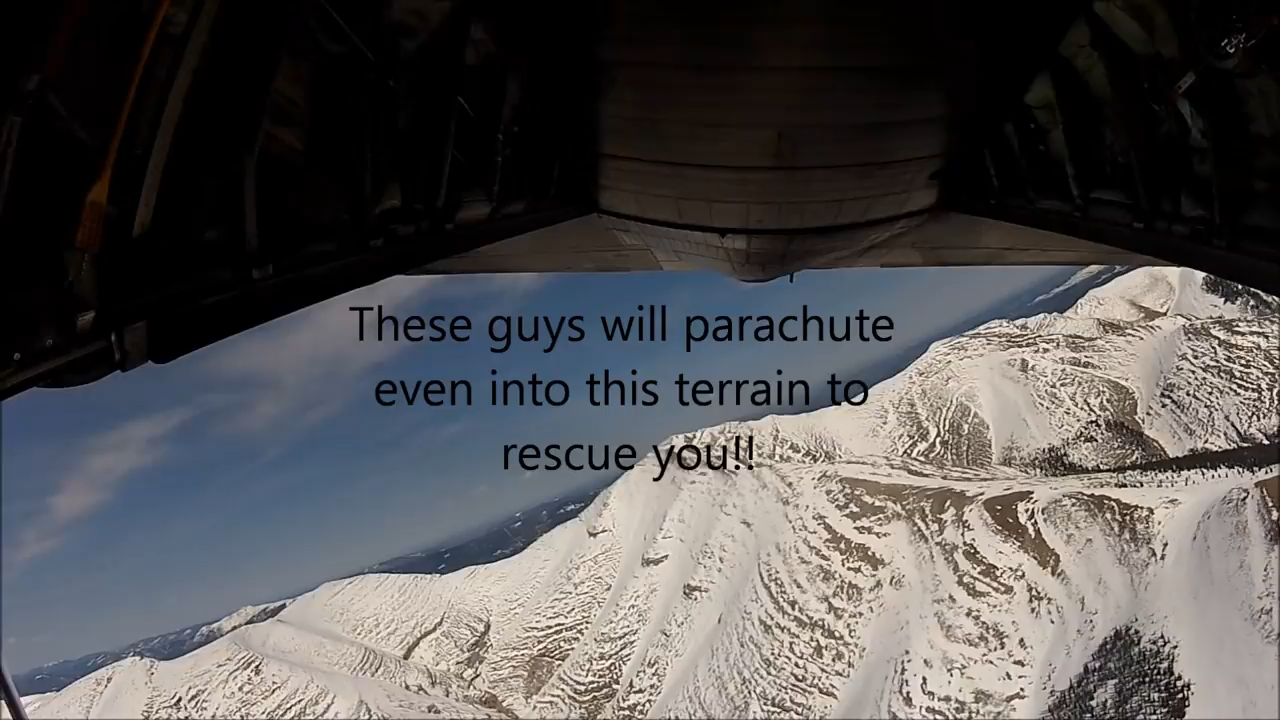 These guys will parachute
even into this terrain to
rescue you!!